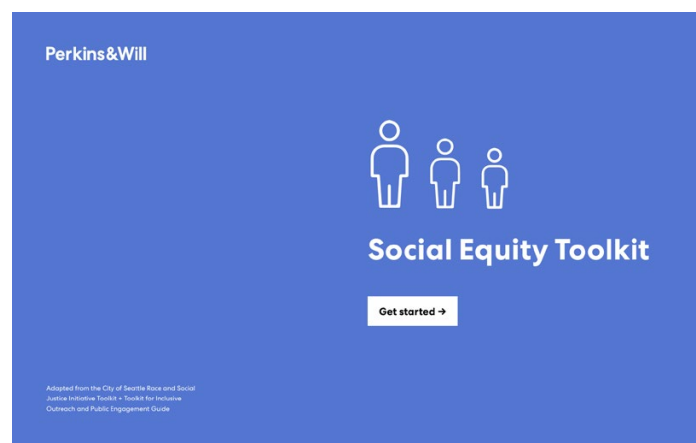 Perkins&Will
Social Equity Toolkit
Get started →
Adapted from the City of Seattle Race and Social
Justice Initiative Toolkit + Toolkit for Inclusive
Outreach and Public Engagement Guide